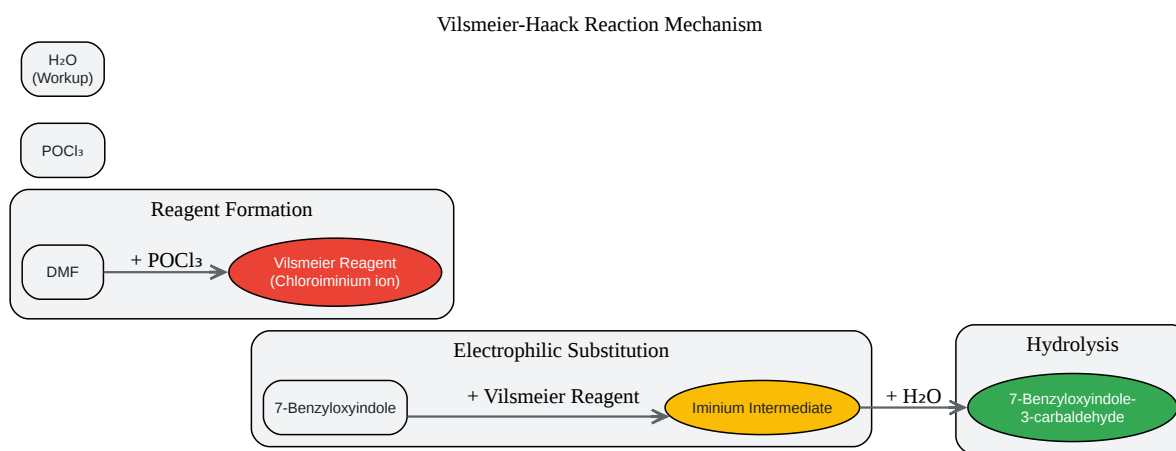 Vilsmeier-Haack Reaction Mechanism
H₂O
(Workup)
POCl₃
Reagent Formation
DMF
+ POCl₃
Vilsmeier Reagent
(Chloroiminium ion)
Electrophilic Substitution
7-Benzyloxyindole
+ Vilsmeier Reagent
Iminium Intermediate
+ H₂O
Hydrolysis
7-Benzyloxyindole-
3-carbaldehyde